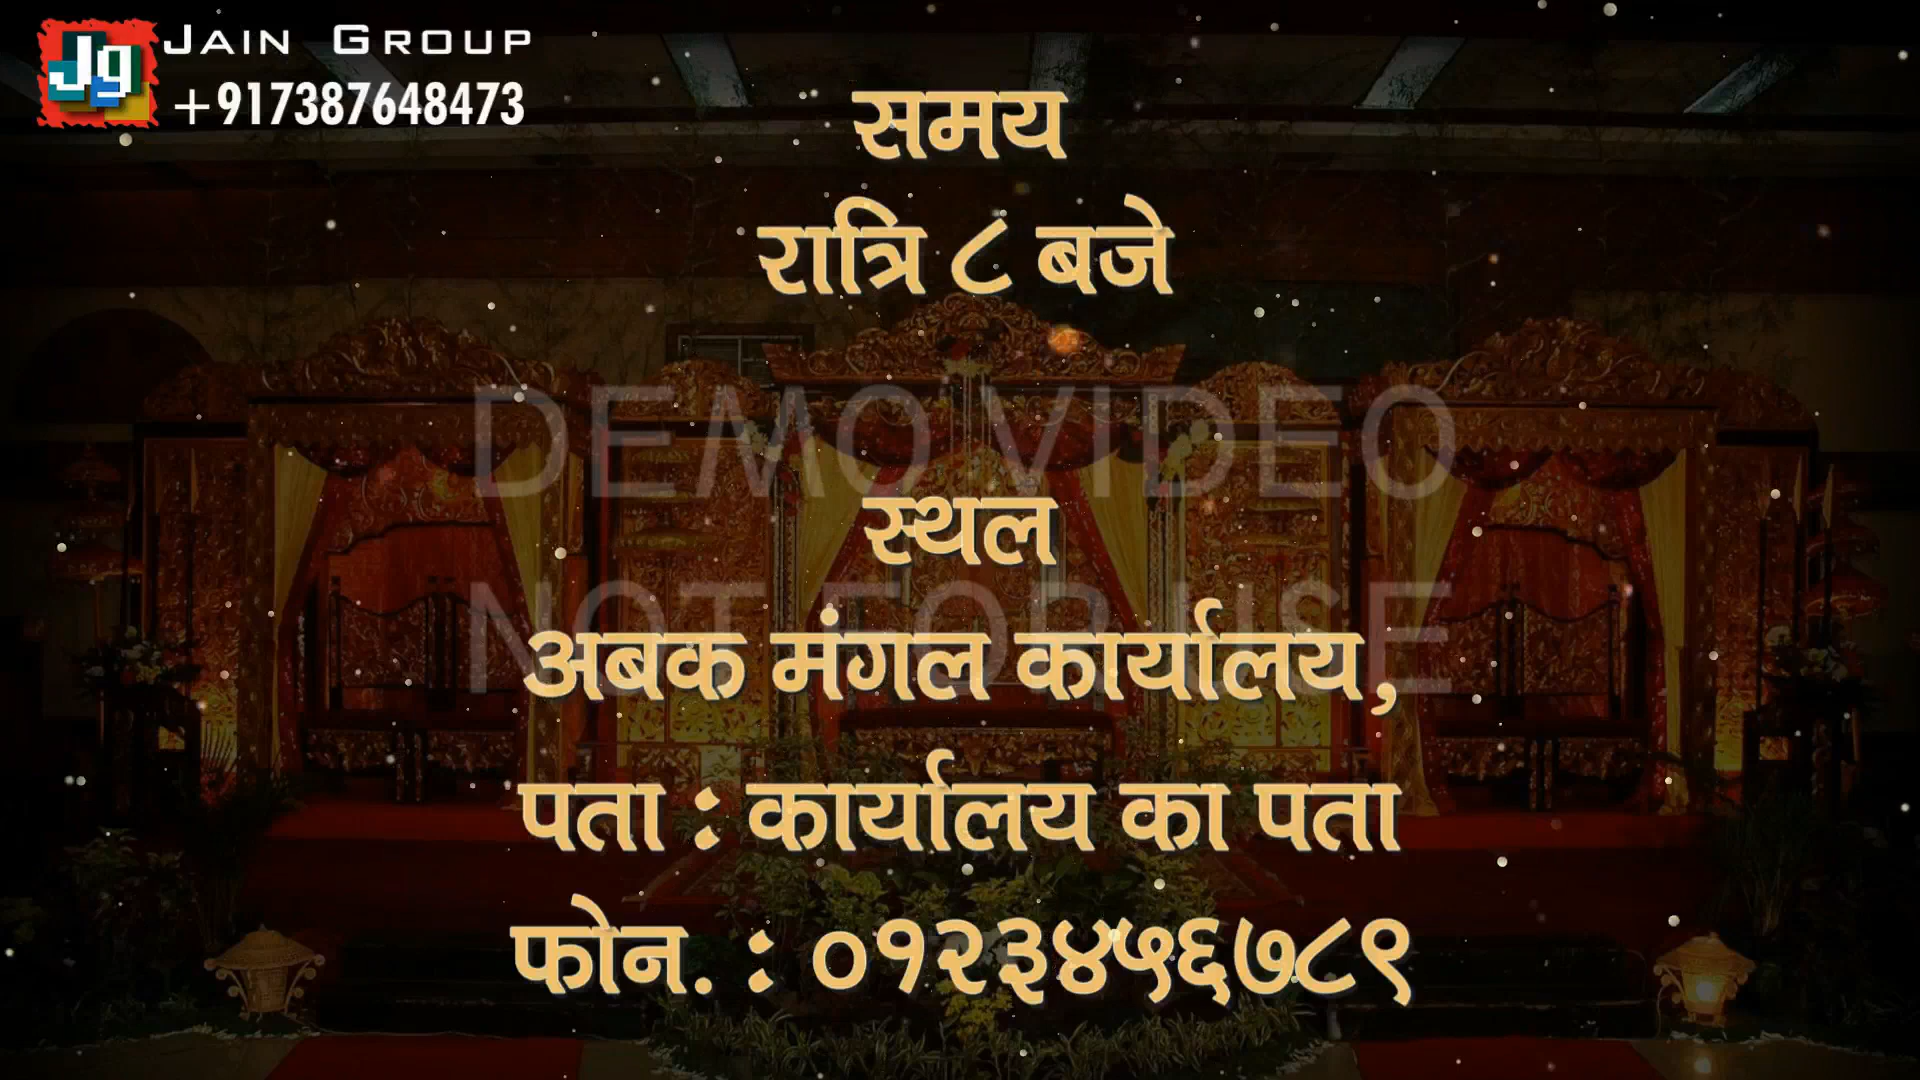 JAIN GROUP
+917387648473
समय
रात्रि ८ बजे
DEMO VIDEO
स्थल
NOT FOR USE
अबक मंगल कार्यालय,
पता : कार्यालय का पता
फोन. : ०१२३४५६७८९